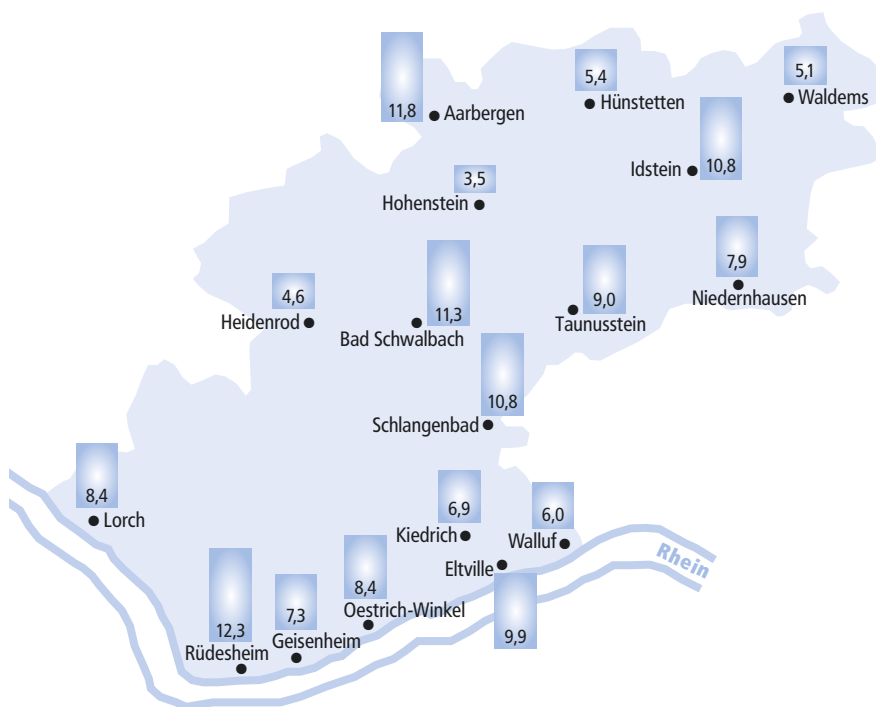 5,4
Hünstetten
5,1
Waldems
11,8
Aarbergen
Idstein
10,8
3,5
Hohenstein
7,9
Niedernhausen
4,6
Heidenrod
11,3
Bad Schwalbach
9,0
Taunusstein
10,8
Schlangenbad
8,4
Lorch
6,9
Kiedrich
6,0
Walluf
Rhein
Eltville
9,9
8,4
Oestrich-Winkel
7,3
Geisenheim
12,3
Rüdesheim